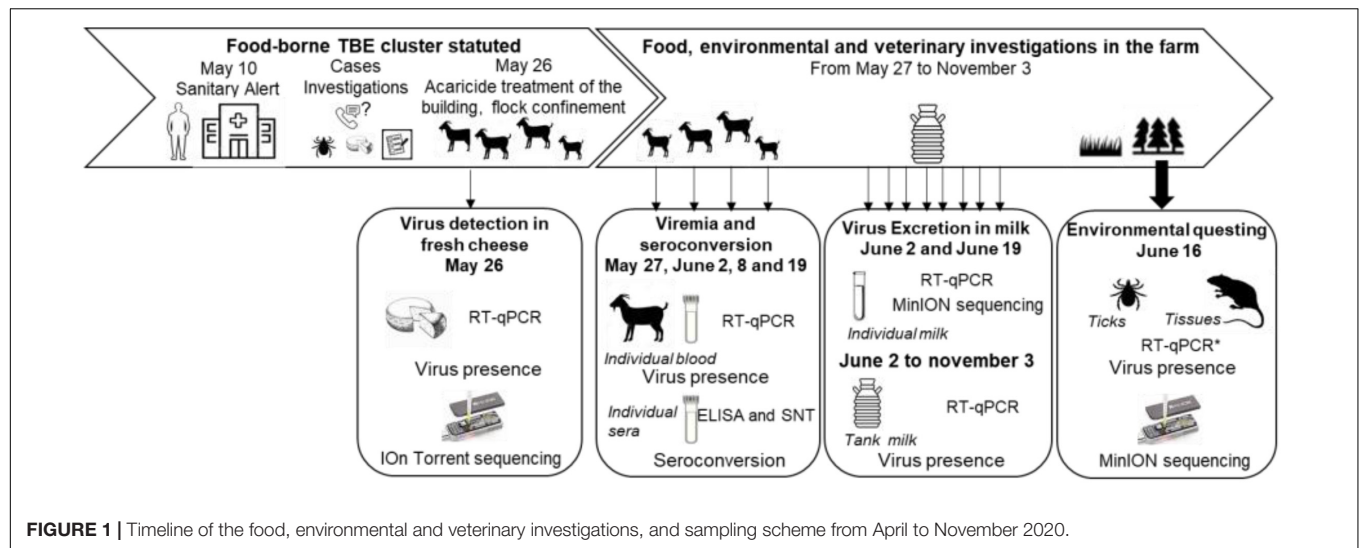 Food-borne TBE cluster statuted
May 10
Sanitary Alert
Cases
Investigations
?
May 26
Acaricide treatment of the
building, flock confinement
Food, environmental and veterinary investigations in the farm
From May 27 to November 3
Virus detection in
fresh cheese
May 26
RT-qPCR
Virus presence
IOn Torrent sequencing
Viremia and
seroconversion
May 27, June 2, 8 and 19
RT-qPCR
Individual blood
Virus presence
Individual
sera
ELISA and SNT
Seroconversion
Virus Excretion in milk
June 2 and June 19
RT-qPCR
MinION sequencing
Individual milk
June 2 to november 3
RT-qPCR
Tank milk
Virus presence
Environmental questing
June 16
Ticks
Tissues
RT-qPCR*
Virus presence
MinION sequencing
FIGURE 1 | Timeline of the food, environmental and veterinary investigations, and sampling scheme from April to November 2020.